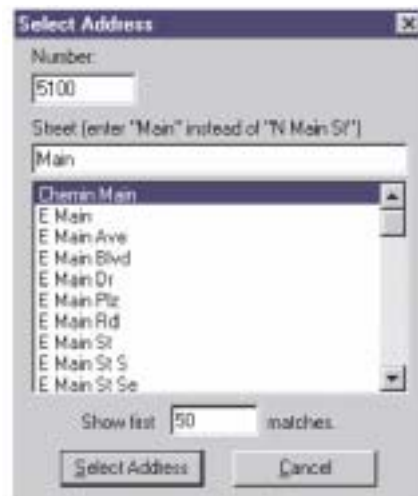 Select Address
Number:
5100
Street (enter "Main" instead of "N Main St")
Main
Chemin Main
E Main
E Main Ave
E Main Blvd
E Main Dr
E Main Plz
E Main Rd
E Main St
E Main St S
E Main St Se
Show first 50 matches.
Select Address Cancel